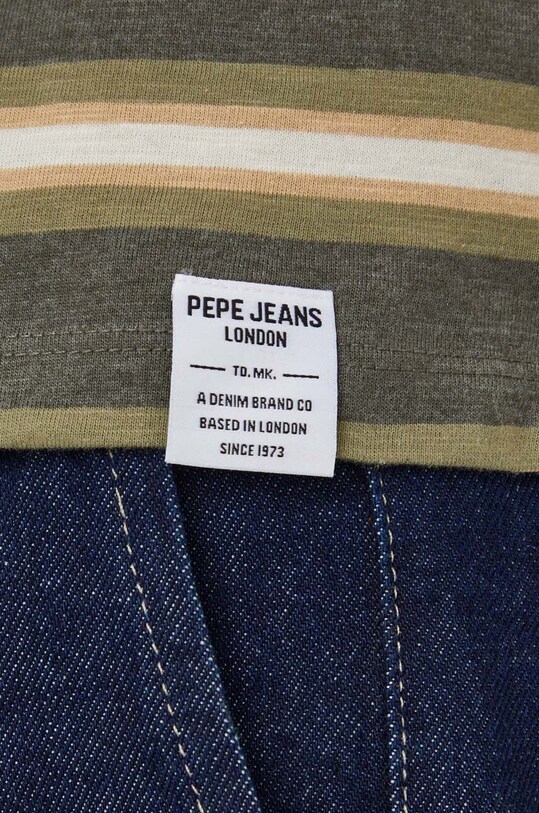 PEPE JEANS
LONDON
TD. MK.
A DENIM BRAND CO
BASED IN LONDON
SINCE 1973